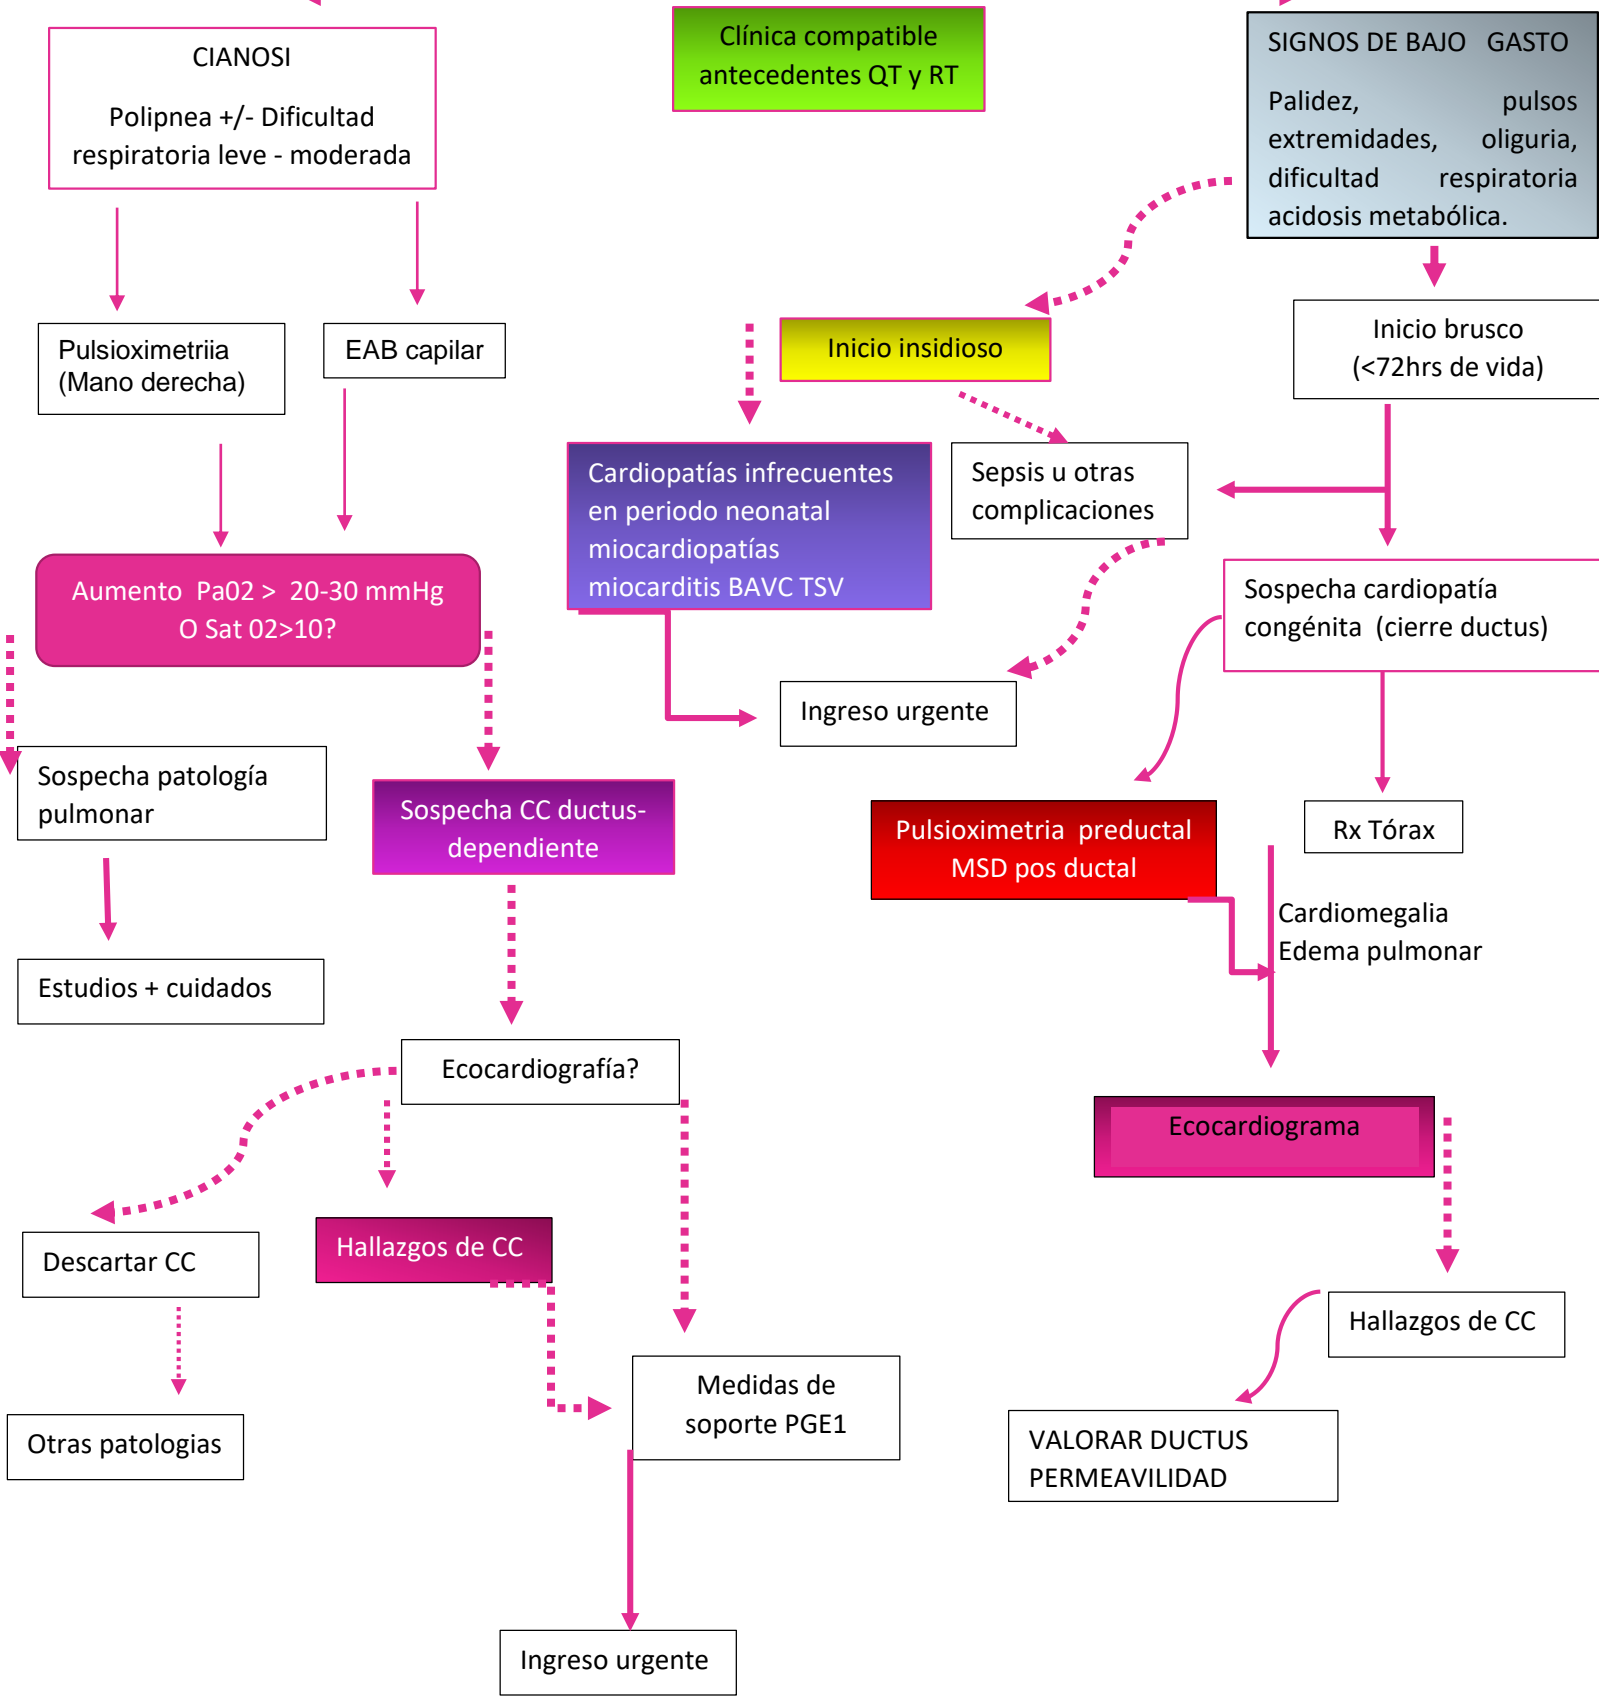 CIANOSI
Polipnea +/- Dificultad
respiratoria leve - moderada
Clínica compatible
antecedentes QT y RT
SIGNOS DE BAJO GASTO
Palidez, pulsos
extremidades, oliguria,
dificultad respiratoria
acidosis metabólica.
Pulsioximetriia
(Mano derecha)
EAB capilar
Inicio insidioso
Inicio brusco
(<72hrs de vida)
Cardiopatías infrecuentes
en periodo neonatal
miocardiopatías
miocarditis BAVC TSV
Sepsis u otras
complicaciones
Aumento Pa02 > 20-30 mmHg
O Sat 02>10?
Sospecha cardiopatía
congénita (cierre ductus)
Ingreso urgente
Sospecha patología
pulmonar
Sospecha CC ductus-
dependiente
Pulsioximetria preductal
MSD pos ductal
Rx Tórax
Cardiomegalia
Edema pulmonar
Estudios + cuidados
Ecocardiografía?
Ecocardiograma
Descartar CC
Hallazgos de CC
Hallazgos de CC
Medidas de
soporte PGE1
Otras patologias
VALORAR DUCTUS
PERMEAVILIDAD
Ingreso urgente